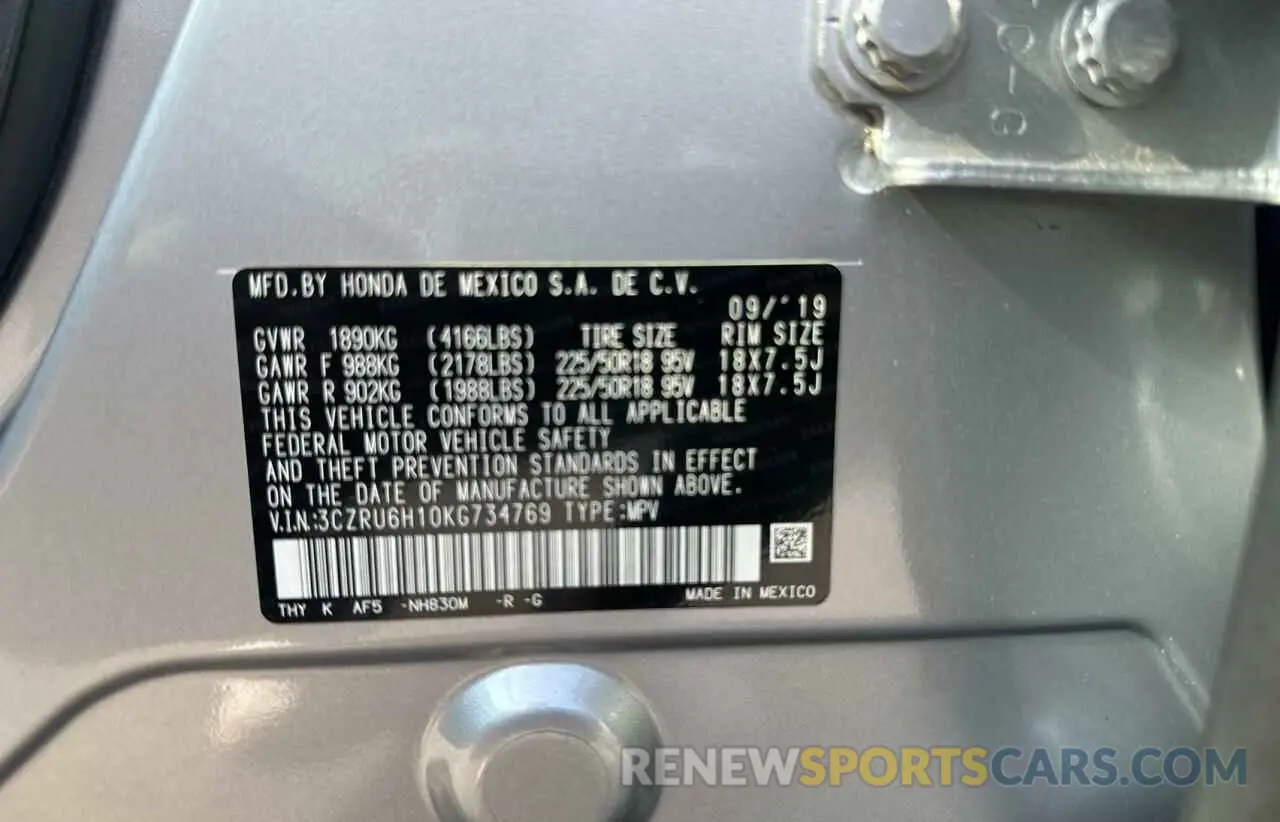 MFD.BY HONDA DE MEXICO S.A. DE C.V.
09/'19
GVWR 1890KG (4166LBS) TIRE SIZE RIM SIZE
GAWR F 988KG (2178LBS) 225/50R18 95V 18X7.5J
GAWR R 902KG (1988LBS) 225/50R18 95V 18X7.5J
THIS VEHICLE CONFORMS TO ALL APPLICABLE
FEDERAL MOTOR VEHICLE SAFETY
AND THEFT PREVENTION STANDARDS IN EFFECT
ON THE DATE OF MANUFACTURE SHOWN ABOVE.
V.I.N:3CZRU6H10KG734769 TYPE:MPV
THY K AF5 -NH830M -R -G MADE IN MEXICO
RENEWSPORTSCARS.COM